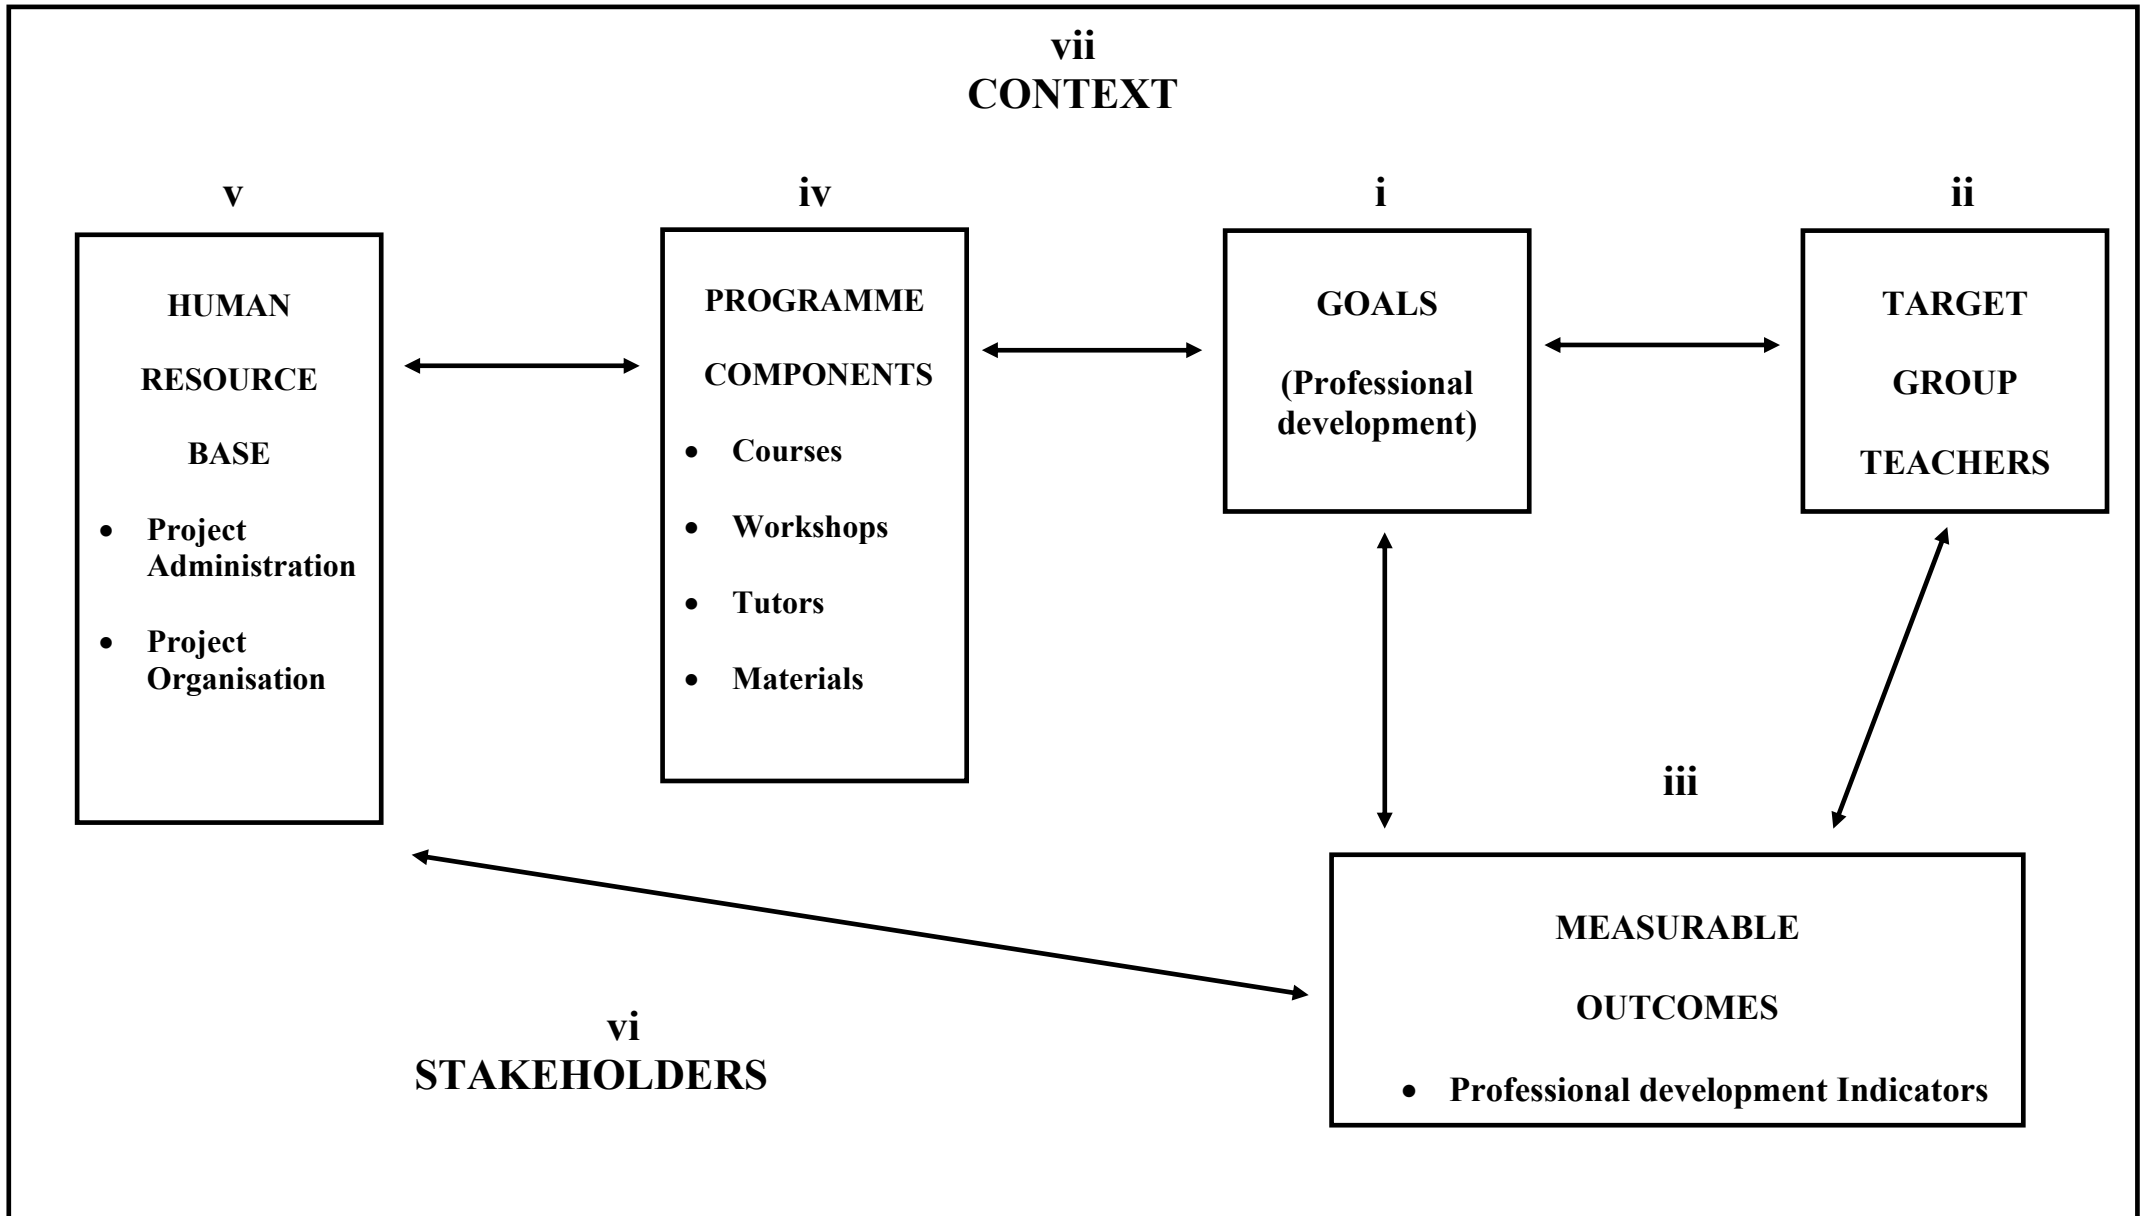 vii
CONTEXT
v
HUMAN
RESOURCE
BASE
• Project
Administration
• Project
Organisation
iv
PROGRAMME
COMPONENTS
• Courses
• Workshops
• Tutors
• Materials
i
GOALS
(Professional
development)
ii
TARGET
GROUP
TEACHERS
iii
MEASURABLE
OUTCOMES
• Professional development Indicators
vi
STAKEHOLDERS